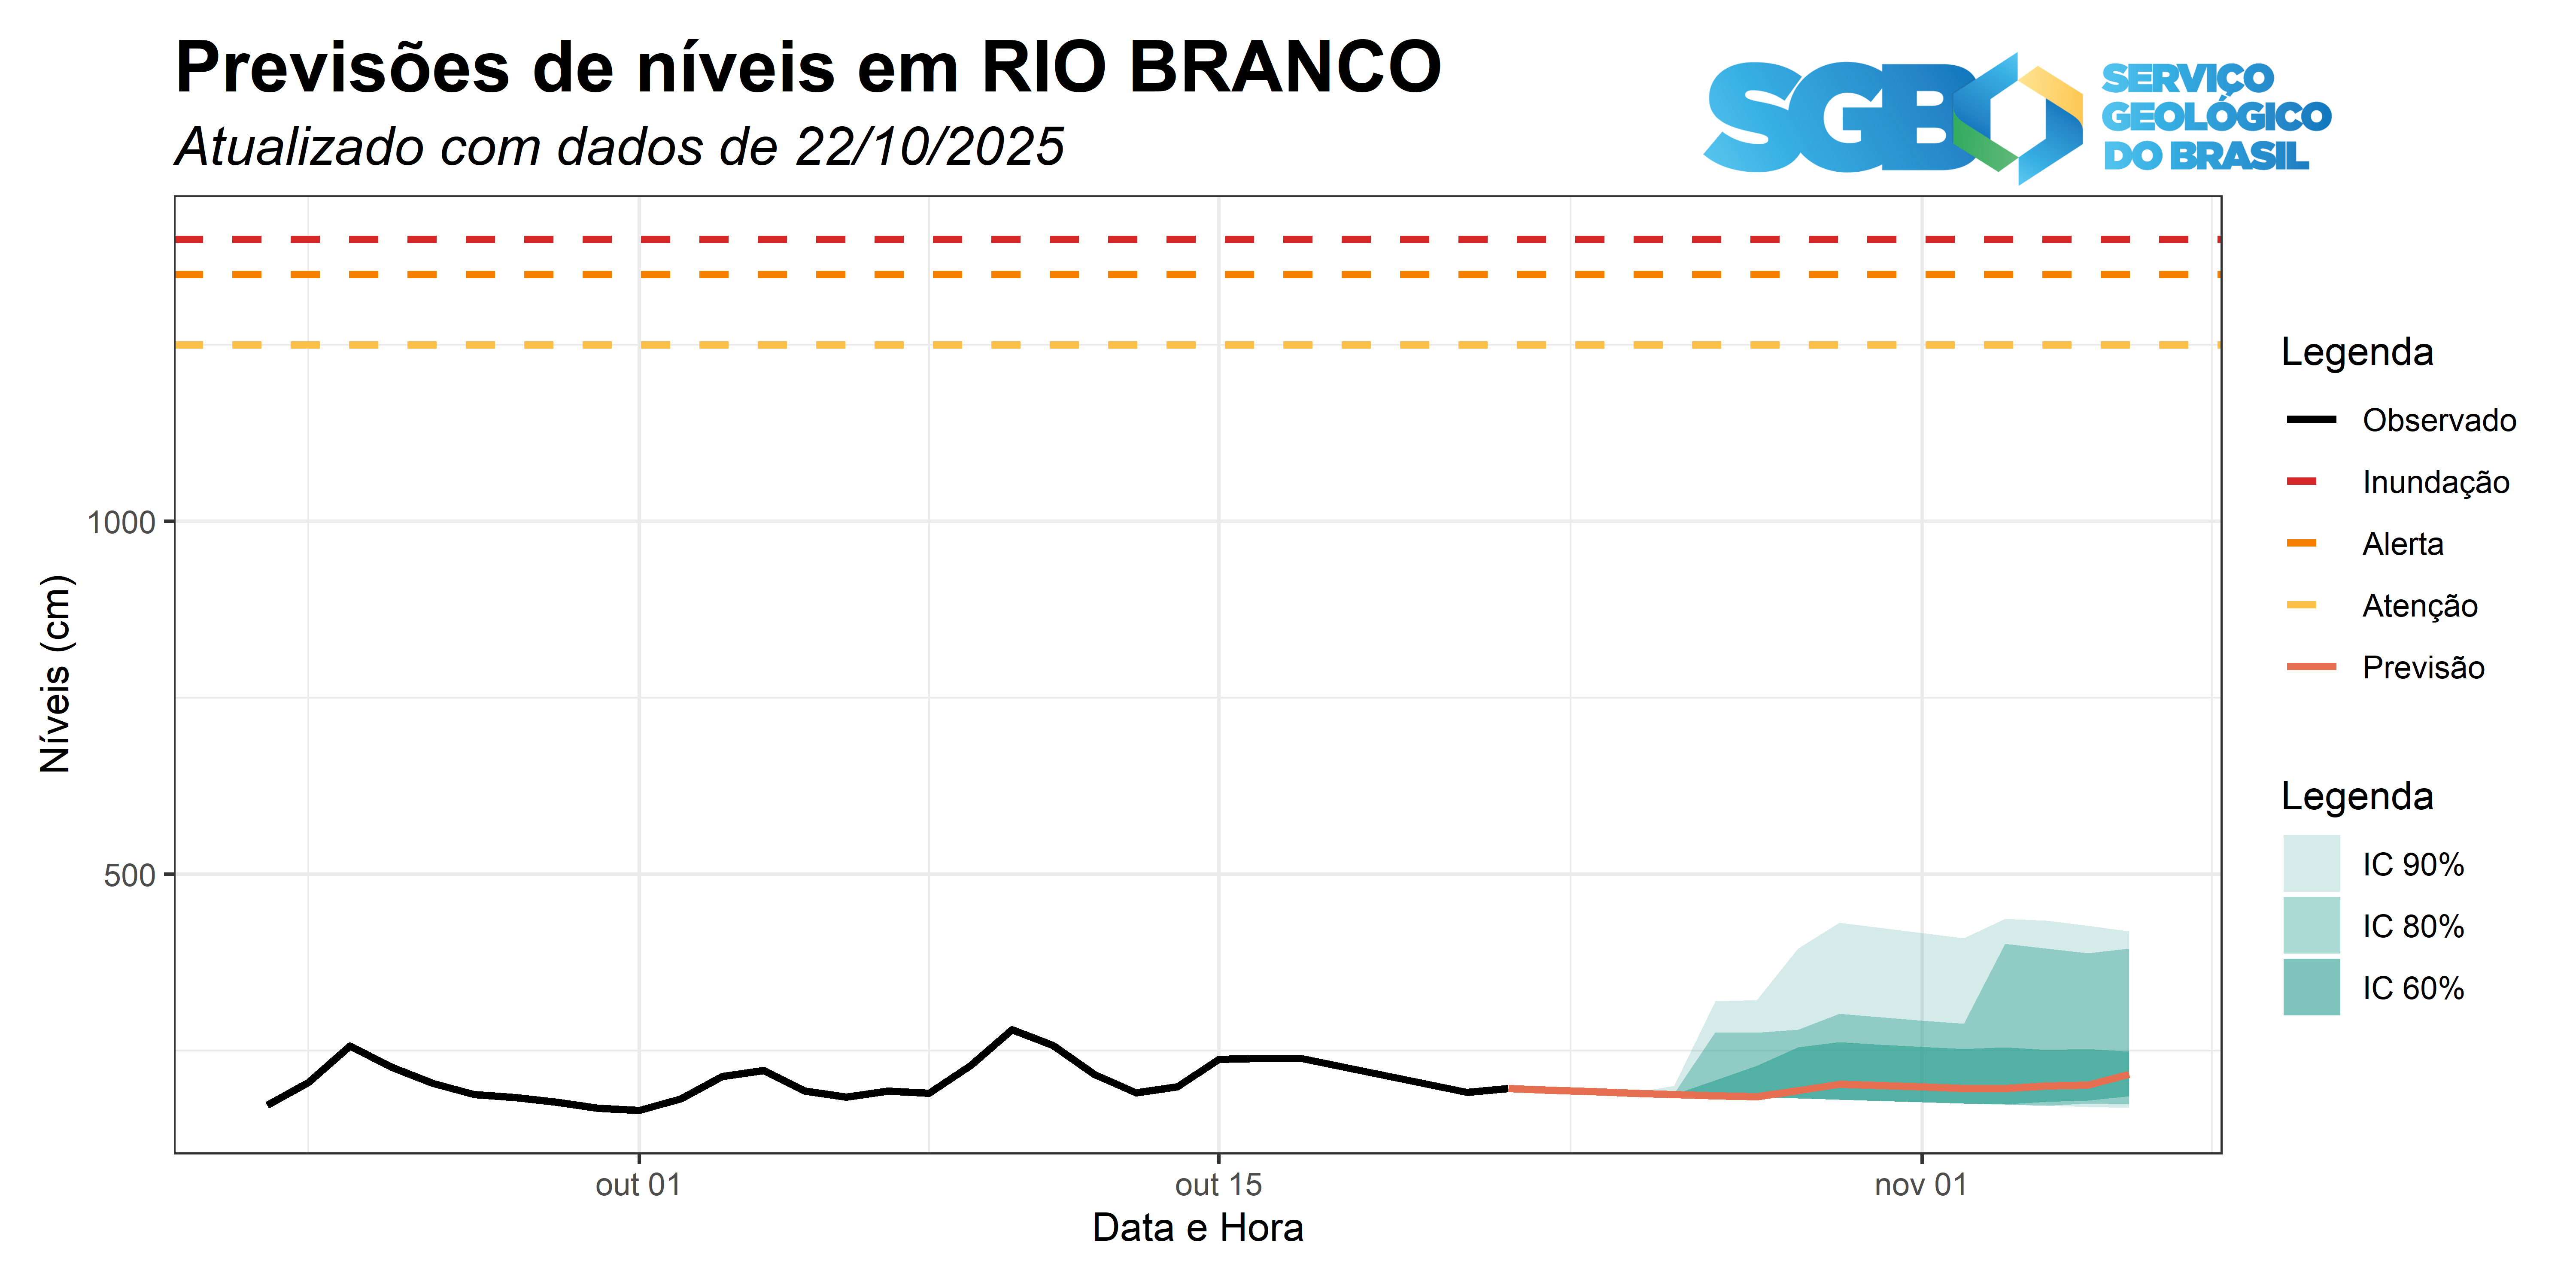 Previsões de níveis em RIO BRANCO
Atualizado com dados de 22/10/2025
SGB
SERVIÇO
GEOLÓGICO
DO BRASIL
Níveis (cm)
1000
500
out 01
out 15
nov 01
Data e Hora
Legenda
Observado
Inundação
Alerta
Atenção
Previsão
Legenda
IC 90%
IC 80%
IC 60%